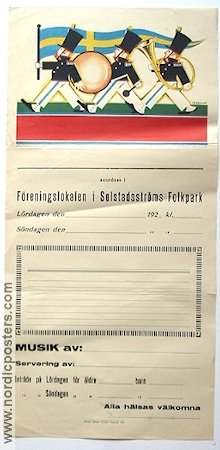 anordnas i
Föreningslokalen i Solstadsströms Folkpark
Lördagen den 192 kl.
Söndagen den „ „
MUSIK av:
Servering av:
Inträde på Lördagen för äldre barn
„ „ Söndagen „ „ „
Alla hälsas välkomna
www.nordicposters.com